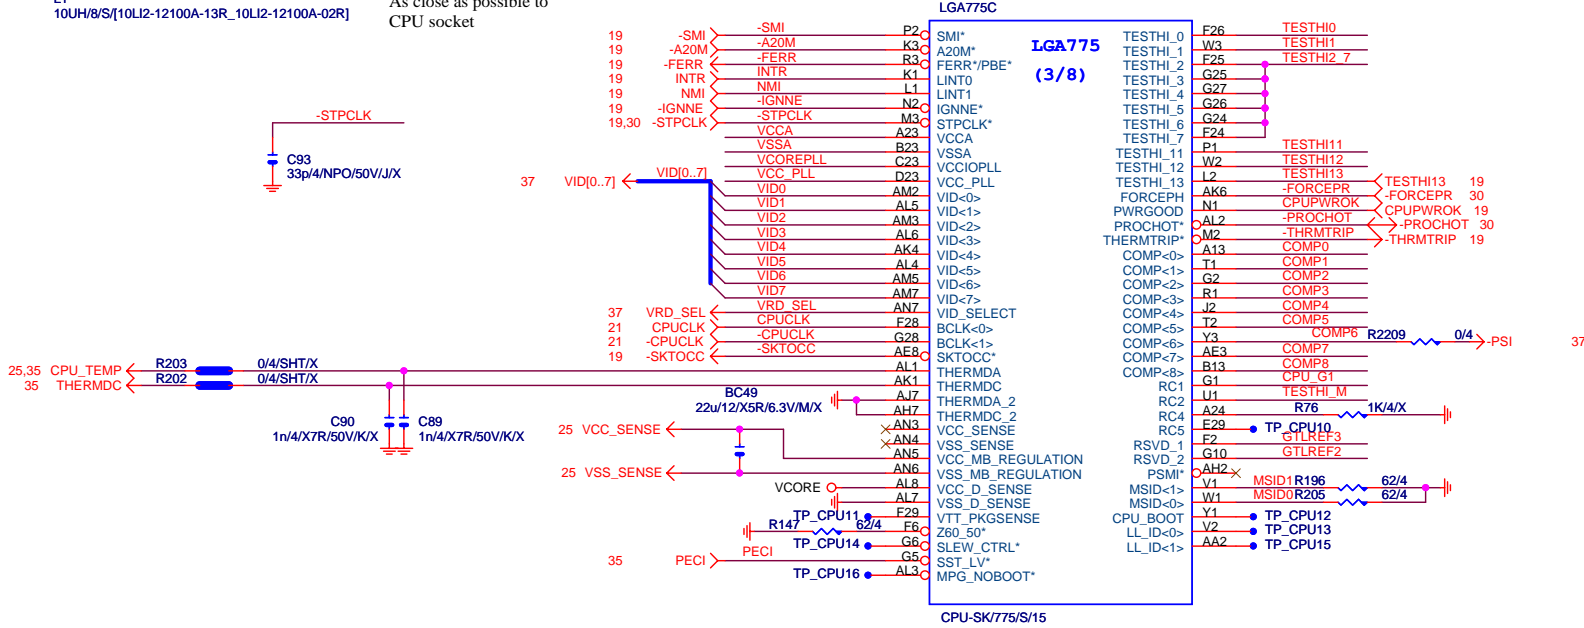 10UH/8/S/[10LI2-12100A-13R_10LI2-12100A-02R]
As close as possible to
CPU socket
LGA775C
LGA775
(3/8)
19 -SMI -SMI P2 SMI*
19 -A20M -A20M K3 A20M*
19 -FERR -FERR R3 FERR*/PBE*
19 INTR INTR K1 LINT0
19 NMI NMI L1 LINT1
19 -IGNNE -IGNNE N2 IGNNE*
19,30 -STPCLK -STPCLK M3 STPCLK*
VCCA A23 VCCA
VSSA B23 VSSA
VCOREPLL C23 VCCIOPLL
37 VID[0..7] VID[0..7] VCC_PLL D23 VCC_PLL
VID0 AM2 VID<0>
VID1 AL5 VID<1>
VID2 AM3 VID<2>
VID3 AL6 VID<3>
VID4 AK4 VID<4>
VID5 AL4 VID<5>
VID6 AM5 VID<6>
VID7 AM7 VID<7>
37 VRD_SEL VRD_SEL AN7 VID_SELECT
21 CPUCLK CPUCLK F28 BCLK<0>
21 -CPUCLK -CPUCLK G28 BCLK<1>
19 -SKTOCC -SKTOCC AE8 SKTOCC*
25,35 CPU_TEMP R203 0/4/SHT/X AL1 THERMDA
35 THERMDC R202 0/4/SHT/X AK1 THERMDC
AJ7 THERMDA_2
AH7 THERMDC_2
AN3 VCC_SENSE
AN4 VSS_SENSE
25 VCC_SENSE AN5 VCC_MB_REGULATION
25 VSS_SENSE AN6 VSS_MB_REGULATION
VCORE AL8 VCC_D_SENSE
AL7 VSS_D_SENSE
TP_CPU11 F29 VTT_PKGSENSE
R147 62/4 F6 Z60_50*
TP_CPU14 G6 SLEW_CTRL*
35 PECI PECI G5 SST_LV*
TP_CPU16 AL3 MPG_NOBOOT*
-STPCLK
C93
33p/4/NPO/50V/J/X
C90
1n/4/X7R/50V/K/X
C89
1n/4/X7R/50V/K/X
BC49
22u/12/X5R/6.3V/M/X
TESTHI_0 F26 TESTHI0
TESTHI_1 W3 TESTHI1
TESTHI_2 F25 TESTHI2_7
TESTHI_3 G25
TESTHI_4 G27
TESTHI_5 G26
TESTHI_6 G24
TESTHI_7 F24
TESTHI_11 P1 TESTHI11
TESTHI_12 W2 TESTHI12
TESTHI_13 L2 TESTHI13 TESTHI13 19
FORCEPH AK6 -FORCEPR -FORCEPR 30
PWRGOOD N1 CPUPWROK CPUPWROK 19
PROCHOT* AL2 -PROCHOT -PROCHOT 30
THERMTRIP* M2 -THRMTRIP -THRMTRIP 19
COMP<0> A13 COMP0
COMP<1> T1 COMP1
COMP<2> G2 COMP2
COMP<3> R1 COMP3
COMP<4> J2 COMP4
COMP<5> T2 COMP5
COMP<6> Y3 COMP6 R2209 0/4 -PSI 37
COMP<7> AE3 COMP7
COMP<8> B13 COMP8
RC1 G1 CPU_G1
RC2 U1 TESTHI_M
RC4 A24 R76 1K/4/X
RC5 E29 TP_CPU10
RSVD_1 F2 GTLREF3
RSVD_2 G10 GTLREF2
PSMI* AH2
MSID<1> V1 MSID1 R196 62/4
MSID<0> W1 MSID0 R205 62/4
CPU_BOOT Y1 TP_CPU12
LL_ID<0> V2 TP_CPU13
LL_ID<1> AA2 TP_CPU15
CPU-SK/775/S/15